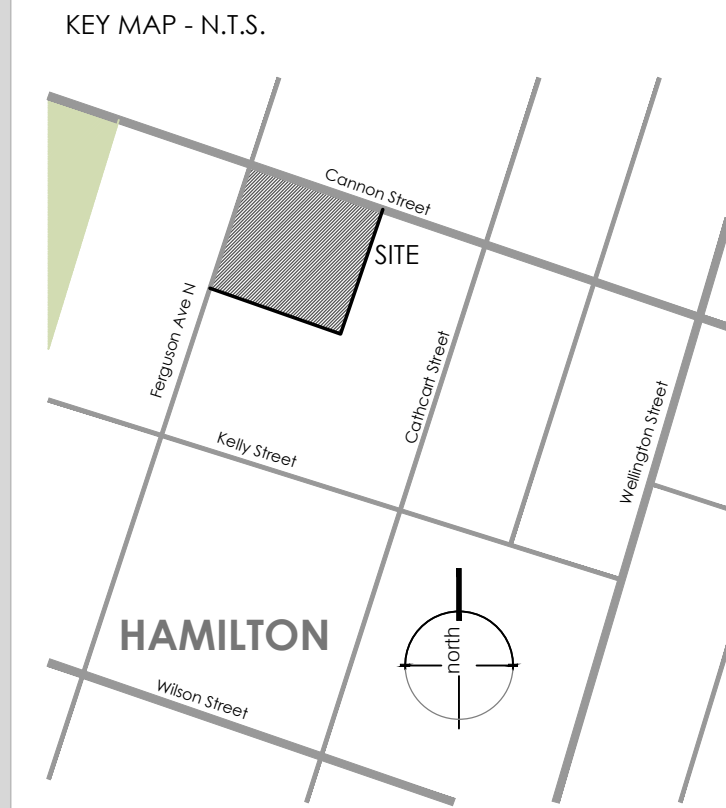 KEY MAP - N.T.S.
Cannon Street
SITE
Ferguson Ave N
Cathcart Street
Wellington Street
Kelly Street
HAMILTON
north
Wilson Street